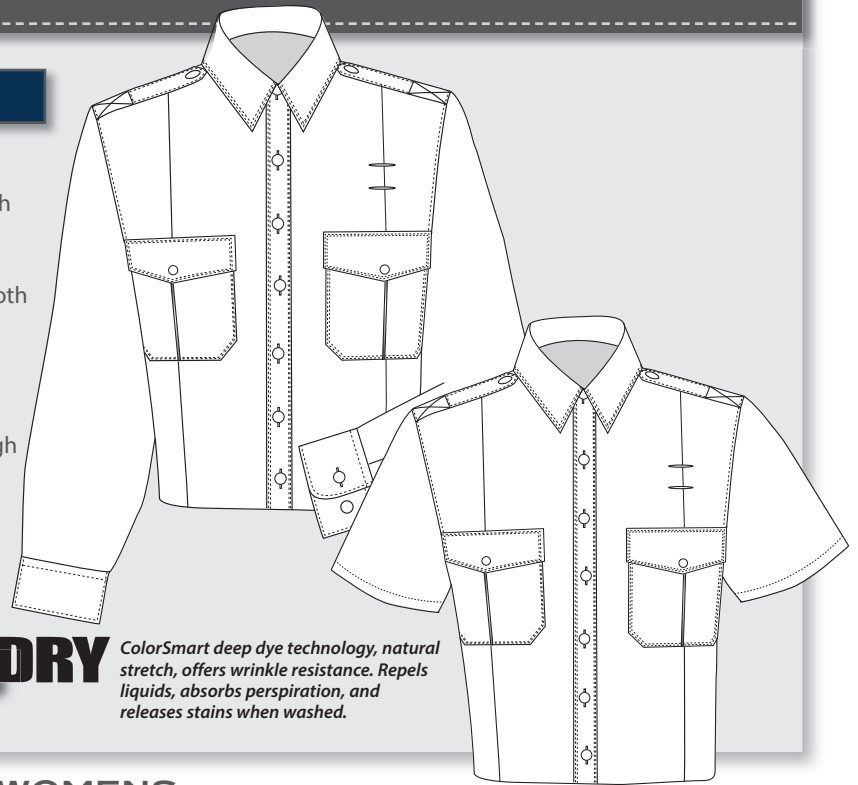 DRY
ColorSmart deep dye technology, natural
stretch, offers wrinkle resistance. Repels
liquids, absorbs perspiration, and
releases stains when washed.